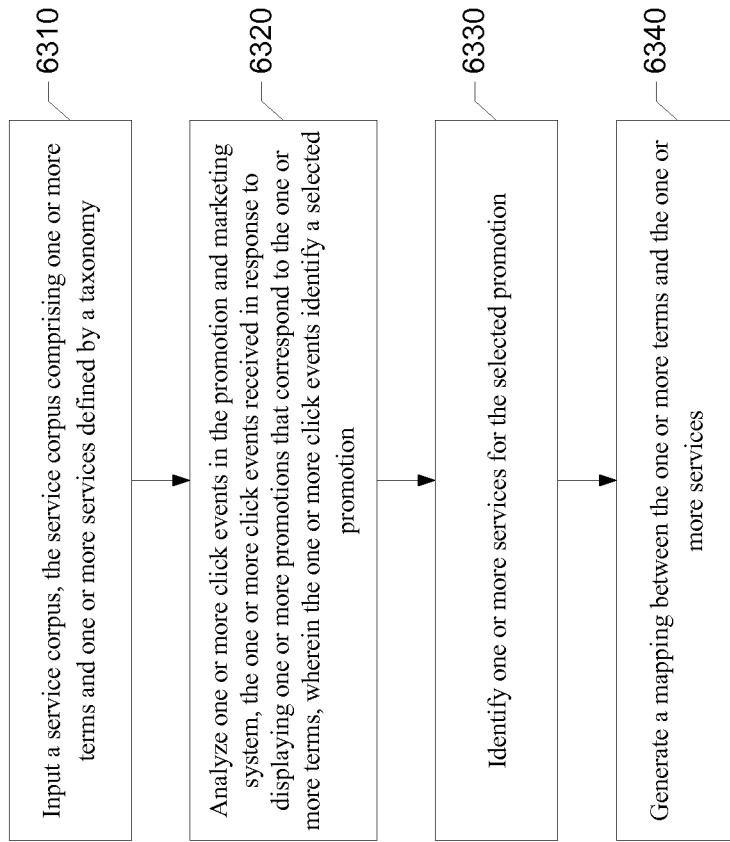 Input a service corpus, the service corpus comprising one or more
terms and one or more services defined by a taxonomy
6310
Analyze one or more click events in the promotion and marketing
system, the one or more click events received in response to
displaying one or more promotions that correspond to the one or
more terms, wherein the one or more click events identify a selected
promotion
6320
Identify one or more services for the selected promotion
6330
Generate a mapping between the one or more terms and the one or
more services
6340